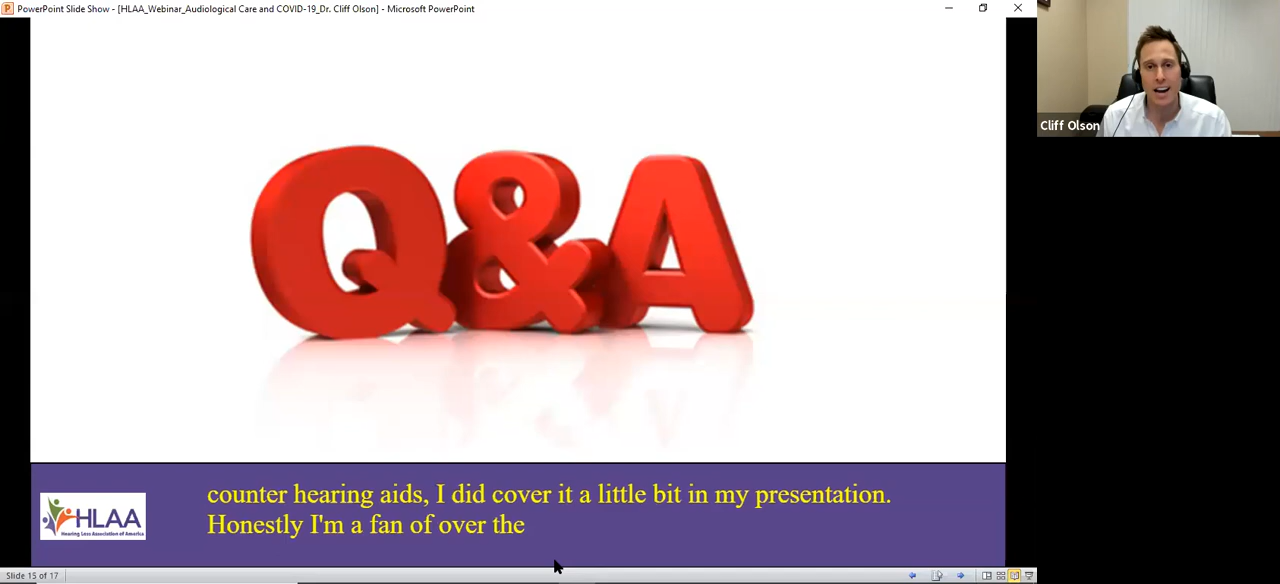 PowerPoint Slide Show - [HLAA_Webinar_Audiological Care and COVID-19_Dr. Cliff Olson] - Microsoft PowerPoint
Cliff Olson
Q&A
counter hearing aids, I did cover it a little bit in my presentation.
Honestly I'm a fan of over the
HLAA
Hearing Loss Association of America
Slide 15 of 17